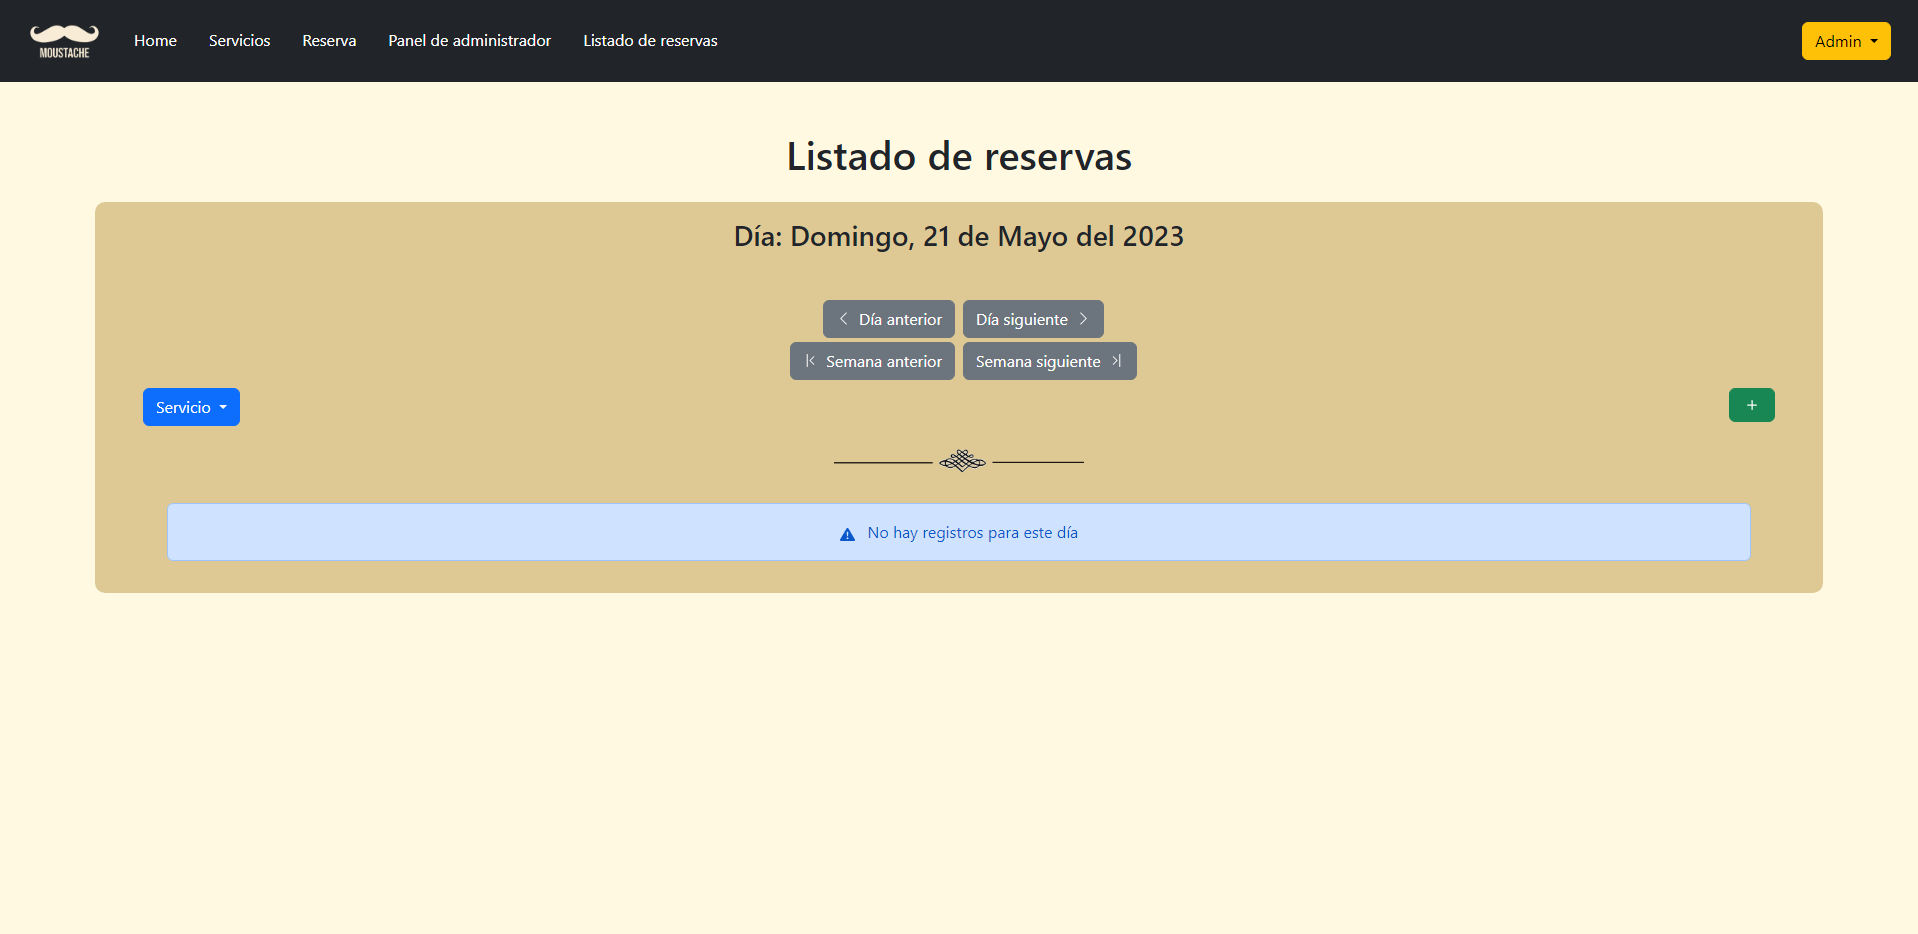 MOUSTACHE
Home Servicios Reserva Panel de administrador Listado de reservas Admin
Listado de reservas
Día: Domingo, 21 de Mayo del 2023
Día anterior Día siguiente
Semana anterior Semana siguiente
Servicio +
No hay registros para este día